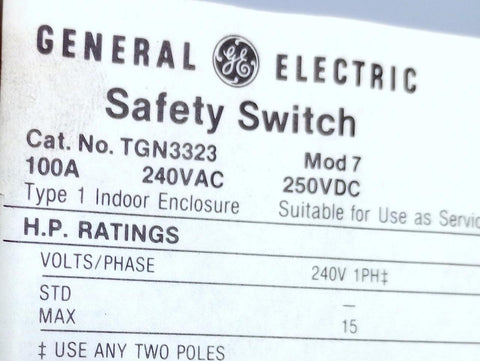 GENERAL GE ELECTRIC
Safety Switch
Cat. No. TGN3323 Mod 7
100A 240VAC 250VDC
Type 1 Indoor Enclosure Suitable for Use as Servic
H.P. RATINGS
VOLTS/PHASE 240V 1PH‡
STD —
MAX 15
‡ USE ANY TWO POLES